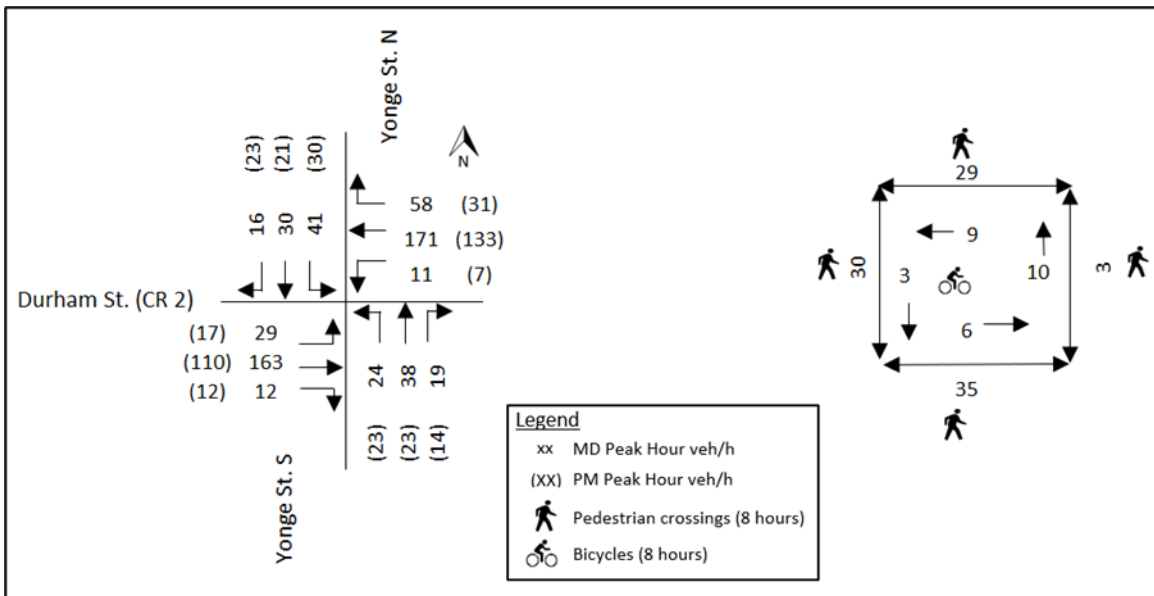 Yonge St. N
N
(23) (21) (30)
16 30 41
58 (31)
171 (133)
11 (7)
Durham St. (CR 2)
(17) 29
(110) 163
(12) 12
24 38 19
(23) (23) (14)
Yonge St. S
29
9
30
3
10
3
6
35
Legend
xx MD Peak Hour veh/h
(XX) PM Peak Hour veh/h
Pedestrian crossings (8 hours)
Bicycles (8 hours)